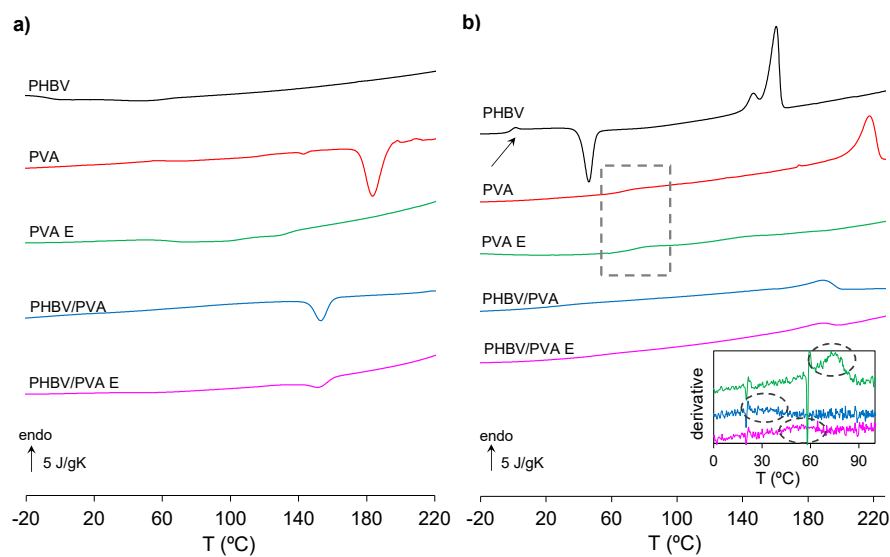 a)
PHBV
PVA
PVA E
PHBV/PVA
PHBV/PVA E
endo
5 J/gK
-20 20 60 100 140 180 220
T (ºC)
b)
PHBV
PVA
PVA E
PHBV/PVA
PHBV/PVA E
endo
5 J/gK
derivative
0 30 60 90
T (ºC)
-20 20 60 100 140 180 220
T (ºC)